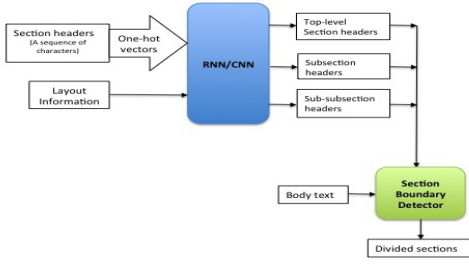 Section headers
(A sequence of
characters)
One-hot
vectors
Layout
Information
RNN/CNN
Top-level
Section headers
Subsection
headers
Sub-subsection
headers
Body text
Section
Boundary
Detector
Divided sections